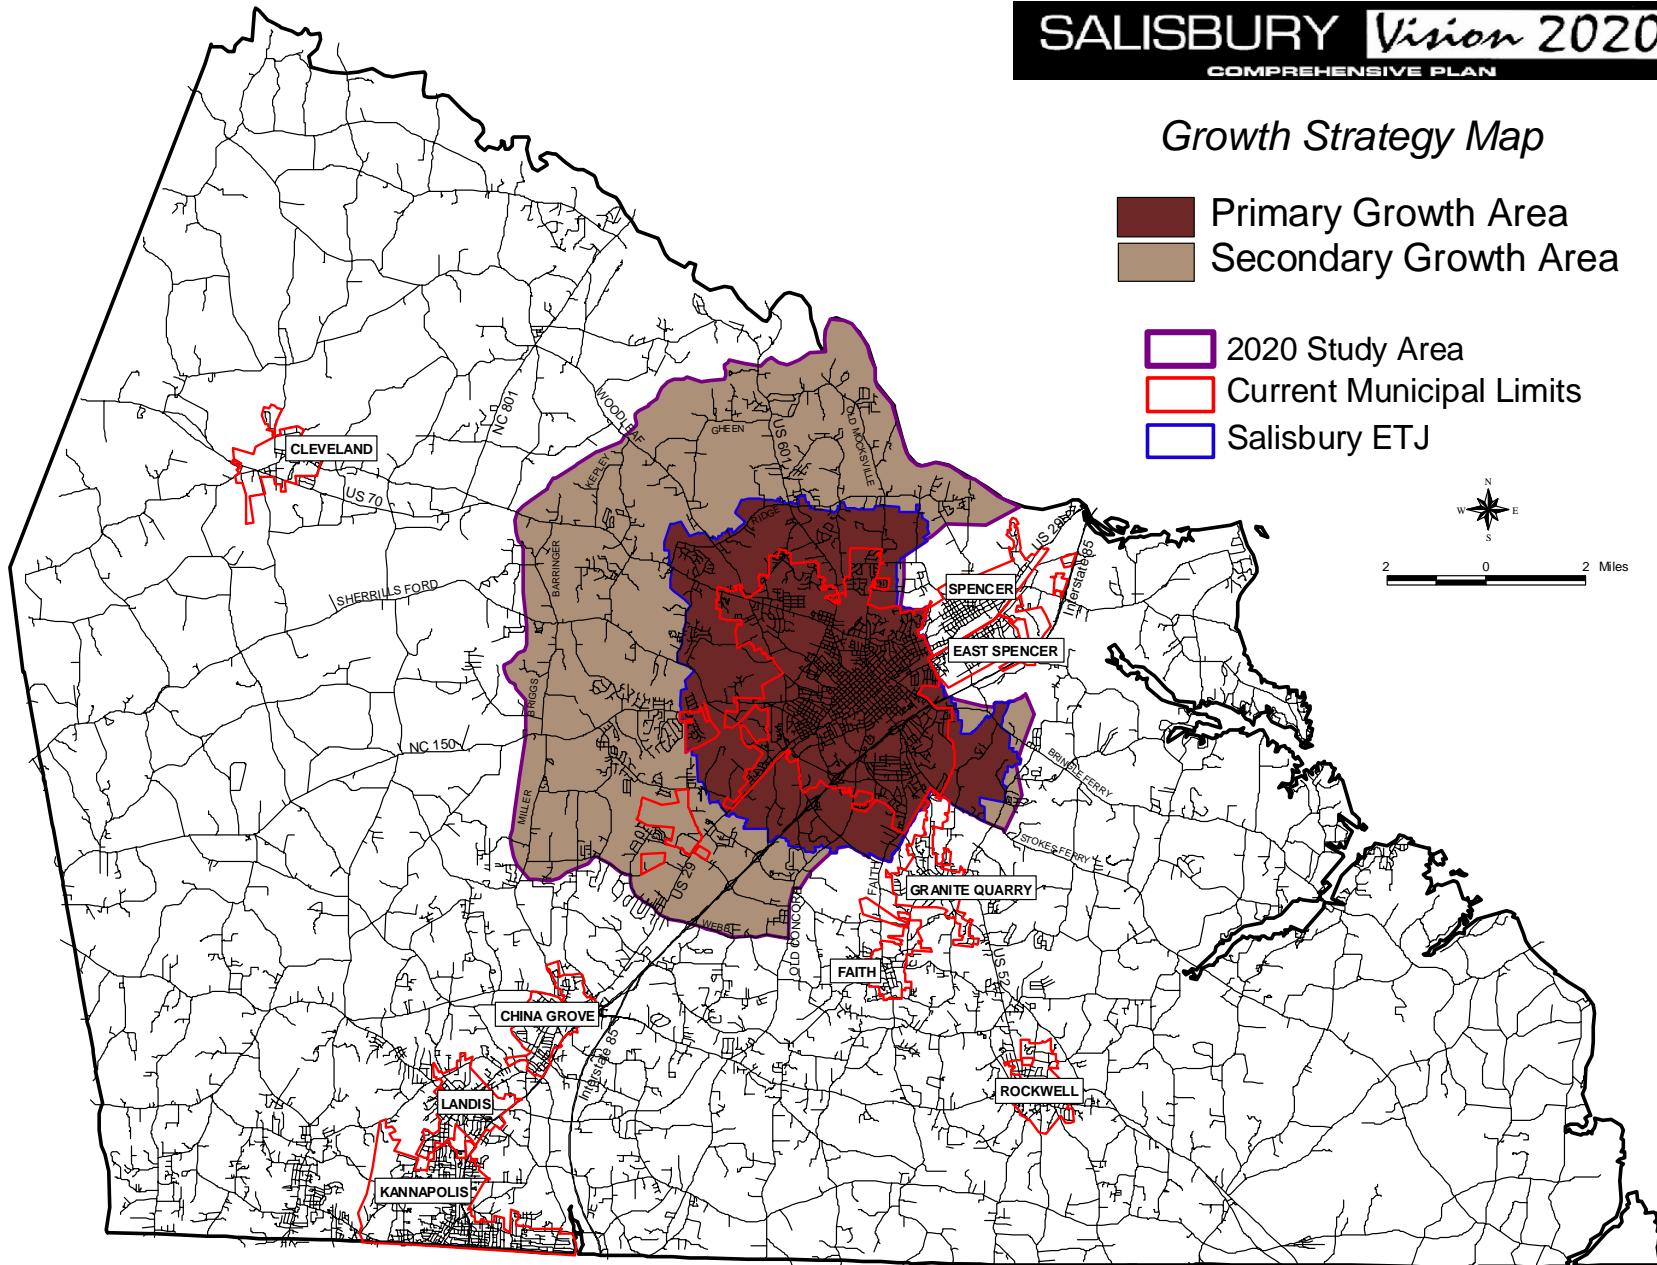 SALISBURY Vision 2020
COMPREHENSIVE PLAN
Growth Strategy Map
Primary Growth Area
Secondary Growth Area
2020 Study Area
Current Municipal Limits
Salisbury ETJ
N
W E
S
2 0 2 Miles
CLEVELAND
US 70
NC 801
WOODLEAF
KEPLEY
GHEEN
US 601
OLD MOCKSVILLE
RIDGE
BARRINGER
SHERRILLS FORD
US 29
Interstate 85
SPENCER
EAST SPENCER
BRIGGS
NC 150
MILLER
BRINGLE FERRY
STOKES FERRY
US 29
WEBB
OLD CONCORD
FAITH
GRANITE QUARRY
FAITH
US 52
CHINA GROVE
Interstate 85
LANDIS
ROCKWELL
KANNAPOLIS